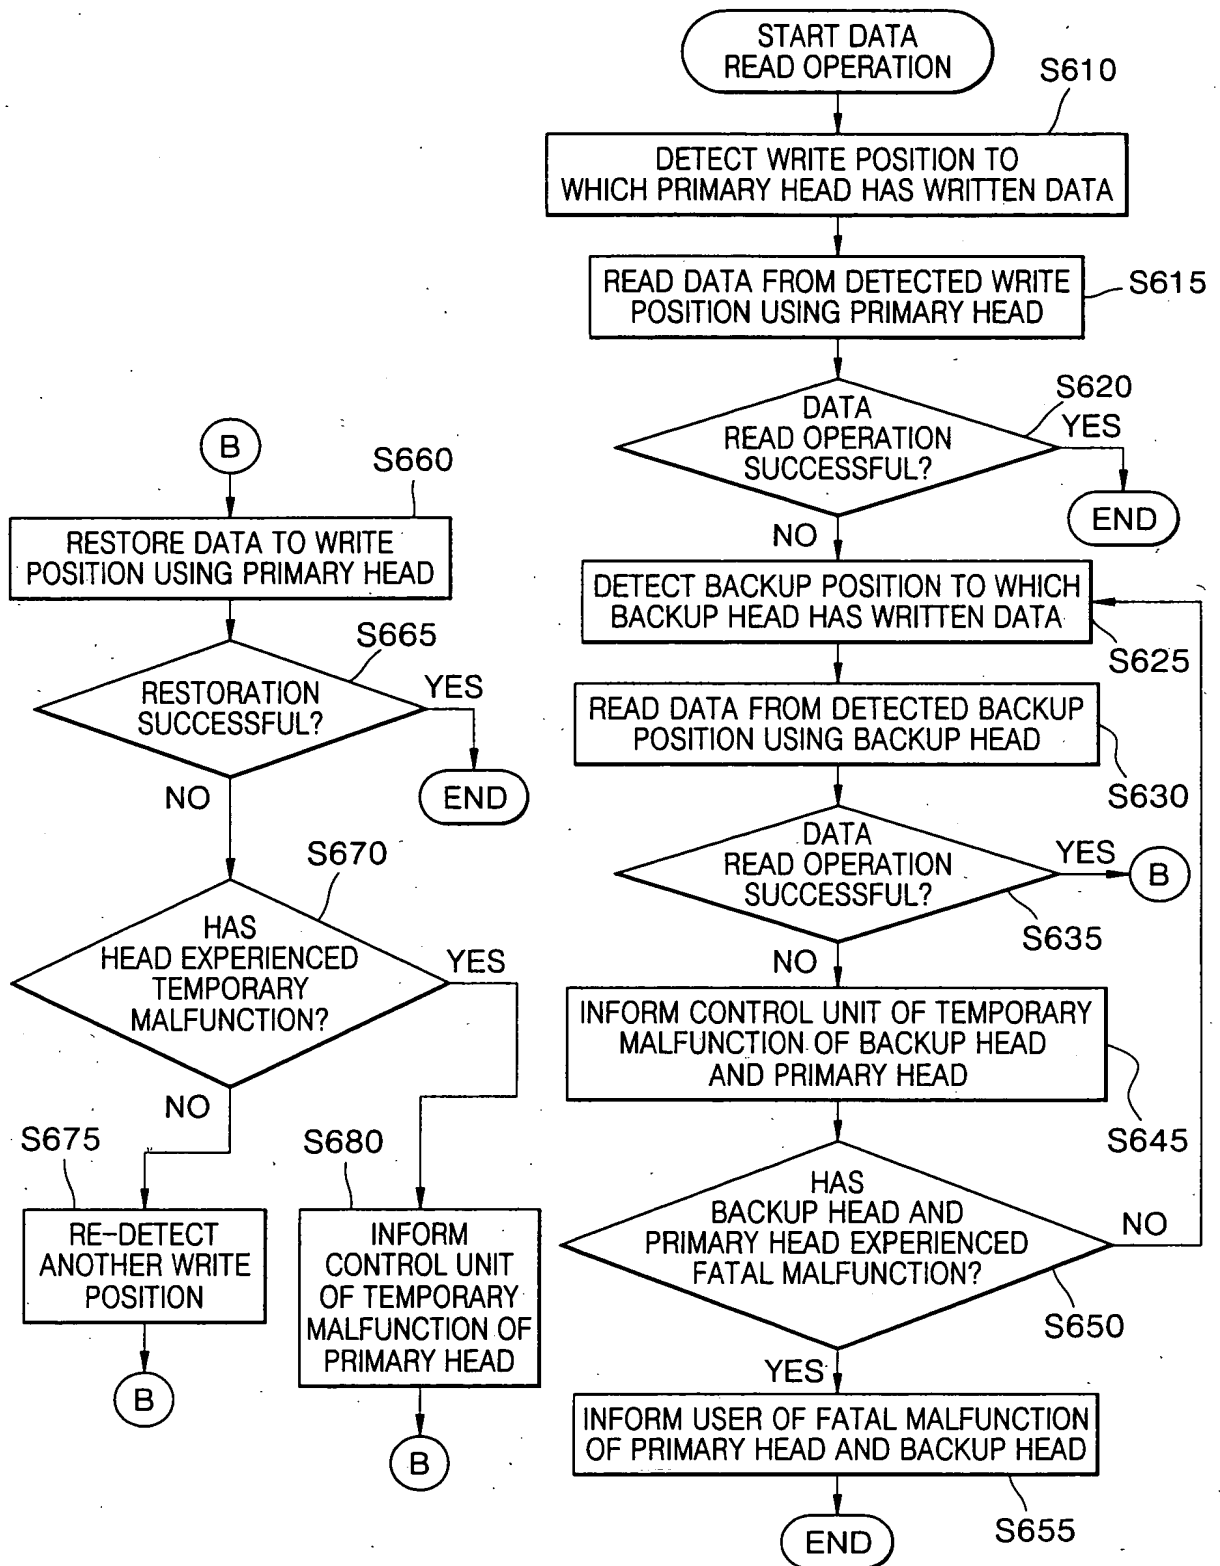 START DATA
READ OPERATION
S610
DETECT WRITE POSITION TO
WHICH PRIMARY HEAD HAS WRITTEN DATA
READ DATA FROM DETECTED WRITE
POSITION USING PRIMARY HEAD
S615
DATA
READ OPERATION
SUCCESSFUL?
S620
YES
END
NO
DETECT BACKUP POSITION TO WHICH
BACKUP HEAD HAS WRITTEN DATA
S625
READ DATA FROM DETECTED BACKUP
POSITION USING BACKUP HEAD
S630
DATA
READ OPERATION
SUCCESSFUL?
YES
B
S635
NO
INFORM CONTROL UNIT OF TEMPORARY
MALFUNCTION OF BACKUP HEAD
AND PRIMARY HEAD
S645
HAS
BACKUP HEAD AND
PRIMARY HEAD EXPERIENCED
FATAL MALFUNCTION?
NO
S650
YES
INFORM USER OF FATAL MALFUNCTION
OF PRIMARY HEAD AND BACKUP HEAD
S655
END
B
S660
RESTORE DATA TO WRITE
POSITION USING PRIMARY HEAD
S665
RESTORATION
SUCCESSFUL?
YES
END
NO
S670
HAS
HEAD EXPERIENCED
TEMPORARY
MALFUNCTION?
YES
NO
S675
RE-DETECT
ANOTHER WRITE
POSITION
B
S680
INFORM
CONTROL UNIT
OF TEMPORARY
MALFUNCTION OF
PRIMARY HEAD
B